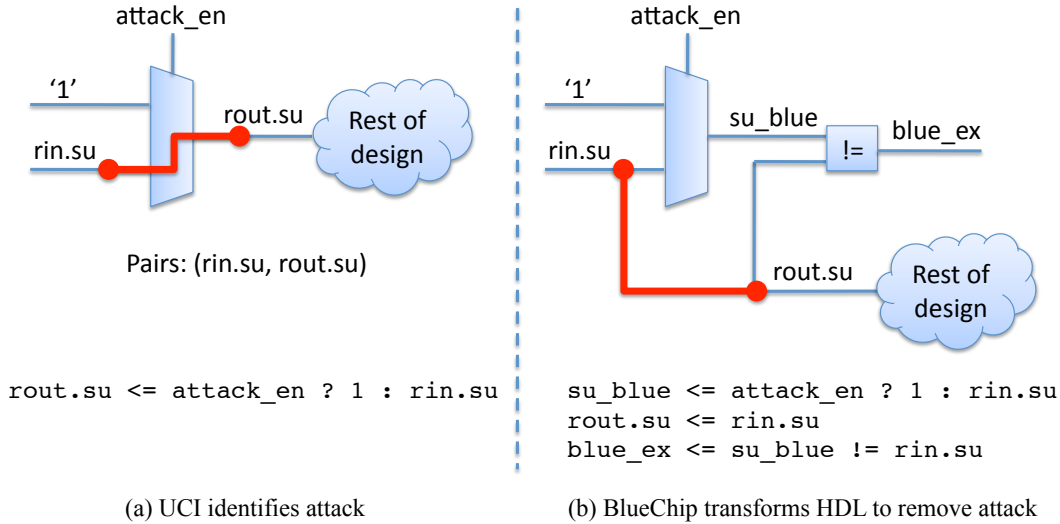 attack_en
'1'
rin.su
rout.su
Rest of
design
Pairs: (rin.su, rout.su)
rout.su <= attack_en ? 1 : rin.su
(a) UCI identifies attack
attack_en
'1'
rin.su
su_blue
!=
blue_ex
rout.su
Rest of
design
su_blue <= attack_en ? 1 : rin.su
rout.su <= rin.su
blue_ex <= su_blue != rin.su
(b) BlueChip transforms HDL to remove attack